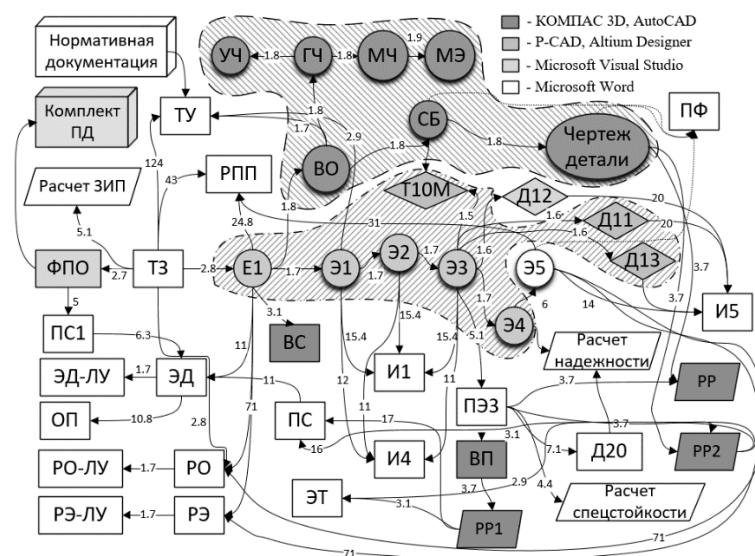 УЧ
1.8
ГЧ
1.8
МЧ
1.9
МЭ
- КОМПАС 3D, AutoCAD
- P-CAD, Altium Designer
- Microsoft Visual Studio
- Microsoft Word
Нормативная
документация
Комплект
ПД
ТУ
1.8
1.7
2.9
СБ
1.8
1.8
ПФ
Чертеж
детали
124
43
РПП
ВО
Расчет ЗИП
24.8
1.8
Т10М
Д12
20
31
1.5
1.6
Д11
20
5.1
ФПО
2.7
ТЗ
2.8
Е1
1.7
Э1
1.7
Э2
1.7
Э3
1.6
1.6
Э5
Д13
3.7
5
3.1
1.7
Э4
6
14
3.7
И5
ПС1
6.3
ВС
15.4
15.4
15.4
5.1
Расчет
надежности
ЭД-ЛУ
1.7
ЭД
11
11
И1
12
11
11
ПЭ3
3.7
РР
ОП
10.8
2.8
ПС
17
16
3.1
3.7
71
И4
ВП
7.1
Д20
РР2
РО-ЛУ
1.7
РО
2.9
4.4
ЭТ
3.7
3.1
Расчет
спецстойкости
РЭ-ЛУ
1.7
РЭ
РР1
71
71